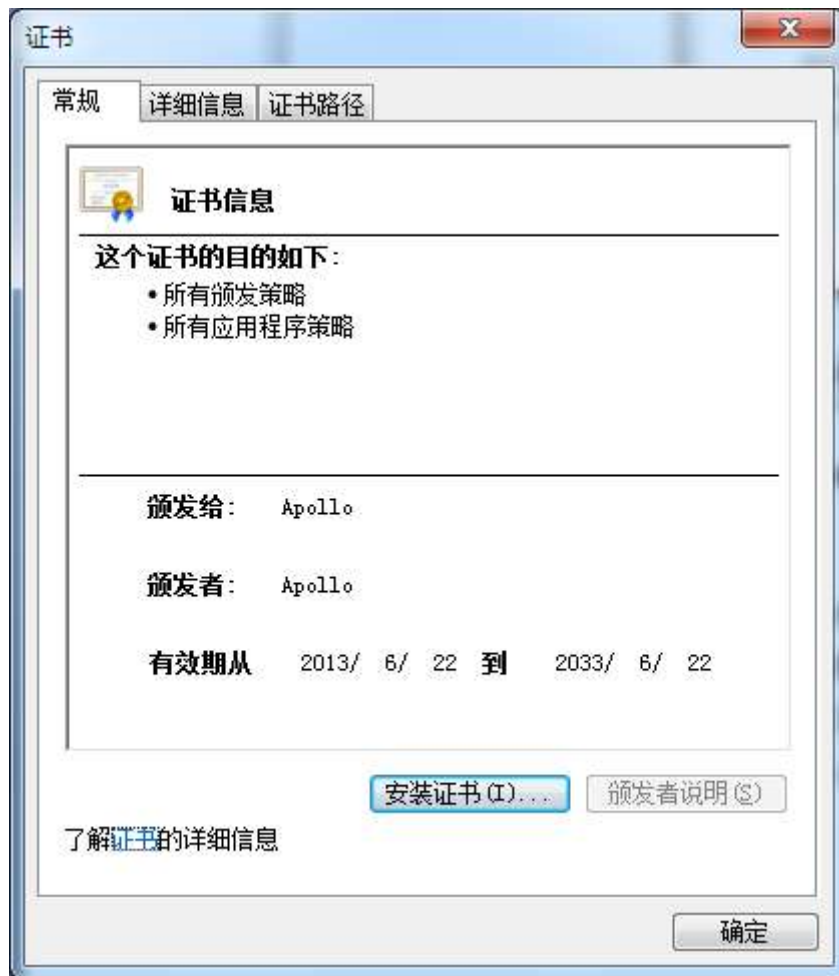 证书
常规 详细信息 证书路径
证书信息
这个证书的目的如下:
• 所有颁发策略
• 所有应用程序策略
颁发给: Apollo
颁发者: Apollo
有效期从 2013/ 6/ 22 到 2033/ 6/ 22
安装证书(I)... 颁发者说明(S)
了解证书的详细信息
确定